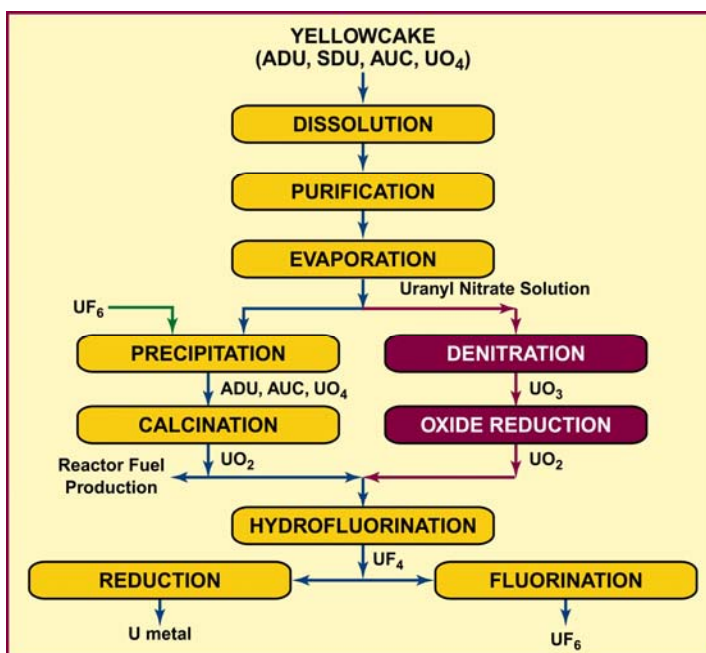 YELLOWCAKE
(ADU, SDU, AUC, UO₄)
DISSOLUTION
PURIFICATION
EVAPORATION
Uranyl Nitrate Solution
UF₆
PRECIPITATION
DENITRATION
ADU, AUC, UO₄
UO₃
CALCINATION
OXIDE REDUCTION
UO₂
UO₂
Reactor Fuel
Production
HYDROFLUORINATION
UF₄
REDUCTION
FLUORINATION
U metal
UF₆